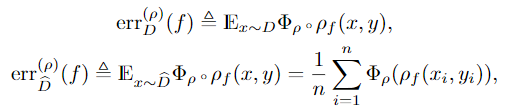 err_D^{(ρ)}(f) ≜ 𝔼_{x∼D} Φ_ρ ∘ ρ_f(x, y),
err_{\widehat{D}}^{(ρ)}(f) ≜ 𝔼_{x∼\widehat{D}} Φ_ρ ∘ ρ_f(x, y) = \frac{1}{n} \sum_{i=1}^{n} Φ_ρ(ρ_f(x_i, y_i)),